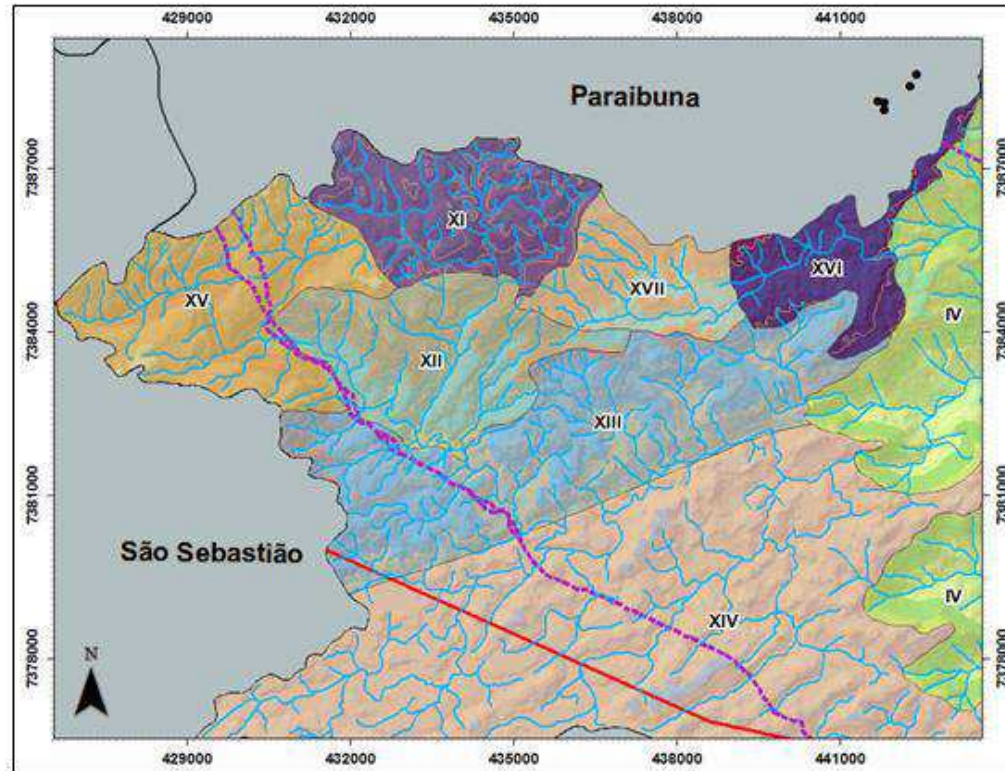 429000 432000 435000 438000 441000
Paraibuna
7387000 7387000
XI
XVI
XV XVII
IV
7384000 7384000
XII
XIII
7381000 7381000
São Sebastião
IV
XIV
7378000 7378000
N
429000 432000 435000 438000 441000